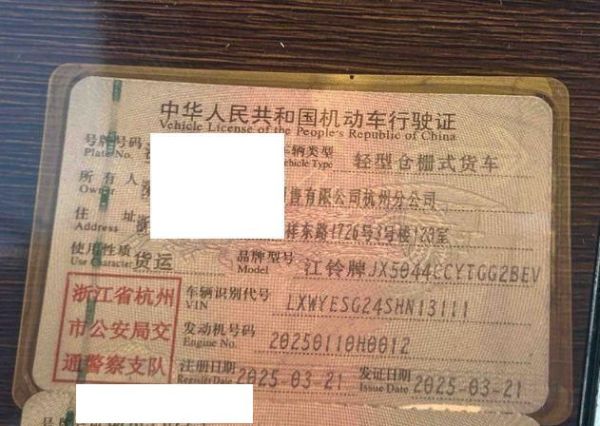 中华人民共和国机动车行驶证
Vehicle License of the People's Republic of China
号牌号码 车辆类型 轻型仓栅式货车
Plate No. Vehicle Type
所有人 售有限公司杭州分公司
Owner
住址 祥东路1726号3号楼123室
Address
使用性质 货运 品牌型号 江铃牌JX5044CCYTGG2BEV
Use Character Model
浙江省杭州
市公安局交
通警察支队
车辆识别代号 LXWYESG24SHN13111
VIN
发动机号码 20250110H0012
Engine No.
注册日期 2025-03-21 发证日期 2025-03-21
Register Date Issue Date